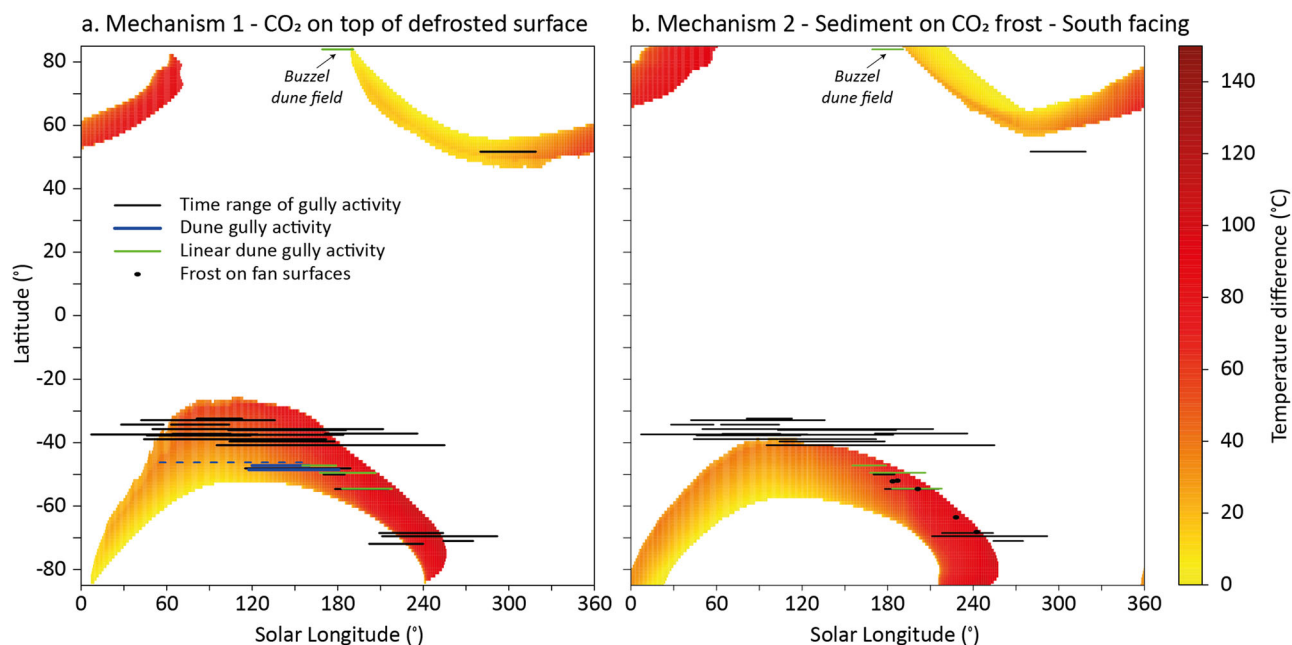 a. Mechanism 1 - CO₂ on top of defrosted surface
b. Mechanism 2 - Sediment on CO₂ frost - South facing
80
60
40
20
0
-20
-40
-60
-80
Latitude (°)
Buzzel
dune field
Time range of gully activity
Dune gully activity
Linear dune gully activity
Frost on fan surfaces
0
60
120
180
240
300
360
Solar Longitude (°)
Buzzel
dune field
0
60
120
180
240
300
360
Solar Longitude (°)
140
120
100
80
60
40
20
0
Temperature difference (°C)